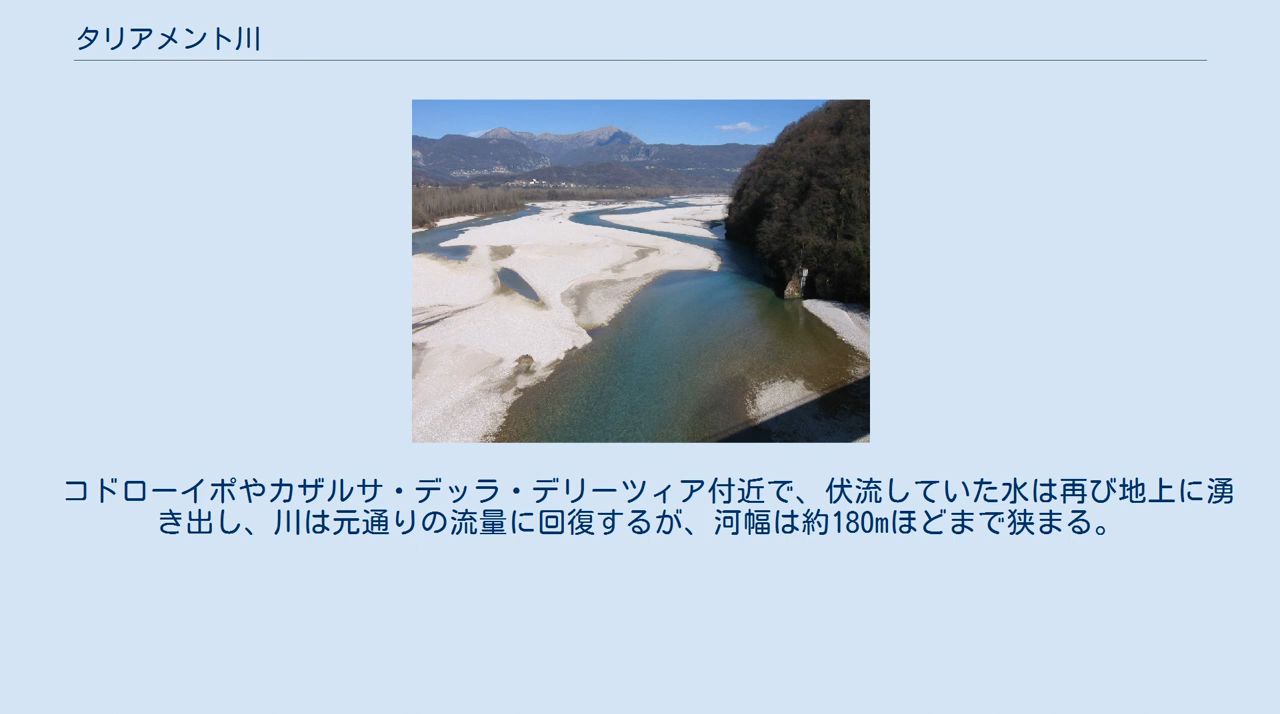 タリアメント川
コドローイポやカザルサ・デッラ・デリーツィア付近で、伏流していた水は再び地上に湧
き出し、川は元通りの流量に回復するが、河幅は約180mほどまで狭まる。